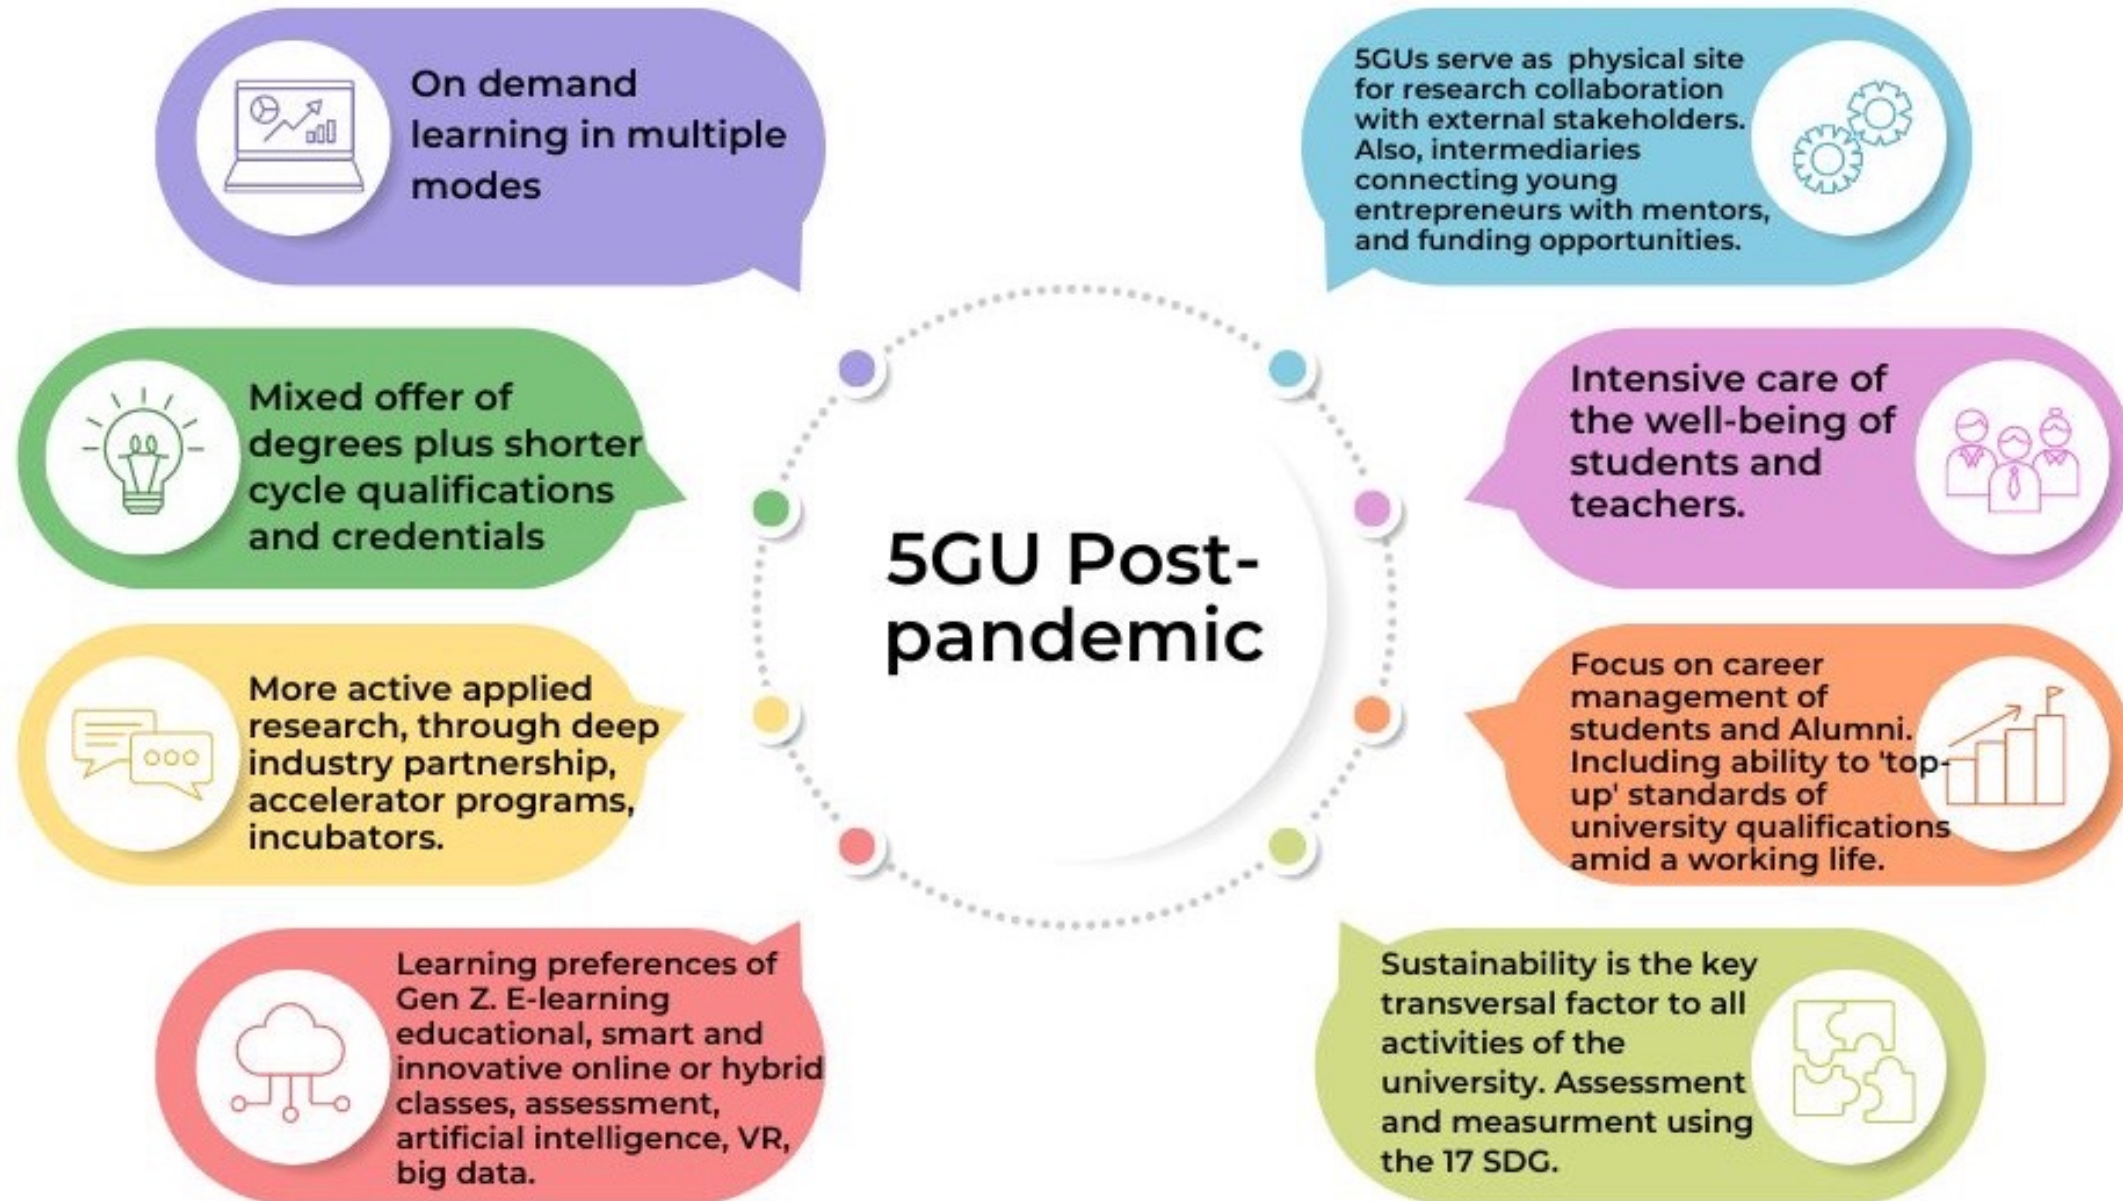 On demand
learning in multiple
modes
Mixed offer of
degrees plus shorter
cycle qualifications
and credentials
More active applied
research, through deep
industry partnership,
accelerator programs,
incubators.
Learning preferences of
Gen Z. E-learning
educational, smart and
innovative online or hybrid
classes, assessment,
artificial intelligence, VR,
big data.
5GU Post-
pandemic
5GUs serve as physical site
for research collaboration
with external stakeholders.
Also, intermediaries
connecting young
entrepreneurs with mentors,
and funding opportunities.
Intensive care of
the well-being of
students and
teachers.
Focus on career
management of
students and Alumni.
Including ability to 'top-
up' standards of
university qualifications
amid a working life.
Sustainability is the key
transversal factor to all
activities of the
university. Assessment
and measurment using
the 17 SDG.